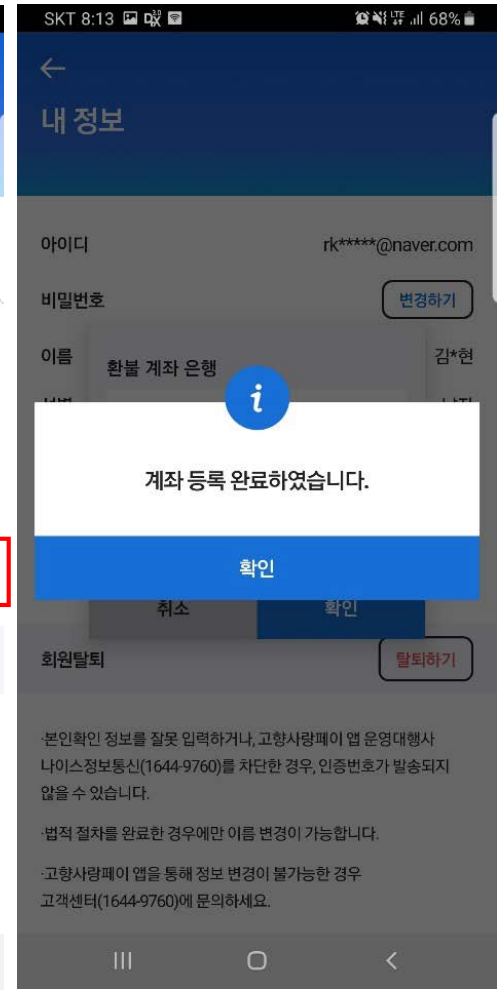 SKT 8:13
68%
내 정보
아이디
rk*****@naver.com
비밀번호
변경하기
이름
김*현
환불 계좌 은행
i
계좌 등록 완료하였습니다.
확인
취소
확인
회원탈퇴
탈퇴하기
·본인확인 정보를 잘못 입력하거나, 고향사랑페이 앱 운영대행사
나이스정보통신(1644-9760)를 차단한 경우, 인증번호가 발송되지
않을 수 있습니다.
·법적 절차를 완료한 경우에만 이름 변경이 가능합니다.
·고향사랑페이 앱을 통해 정보 변경이 불가능한 경우
고객센터(1644-9760)에 문의하세요.